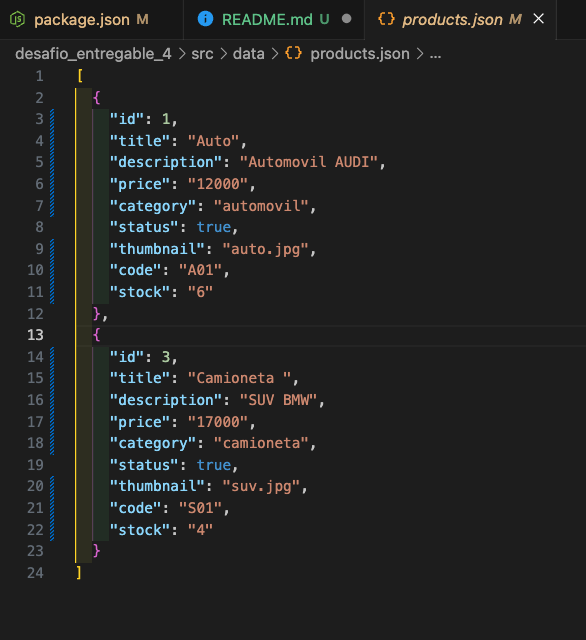 package.json M
README.md U
products.json M
desafio_entregable_4 > src > data > products.json > ...
1 [
2 {
3 "id": 1,
4 "title": "Auto",
5 "description": "Automovil AUDI",
6 "price": "12000",
7 "category": "automovil",
8 "status": true,
9 "thumbnail": "auto.jpg",
10 "code": "A01",
11 "stock": "6"
12 },
13 {
14 "id": 3,
15 "title": "Camioneta ",
16 "description": "SUV BMW",
17 "price": "17000",
18 "category": "camioneta",
19 "status": true,
20 "thumbnail": "suv.jpg",
21 "code": "S01",
22 "stock": "4"
23 }
24 ]